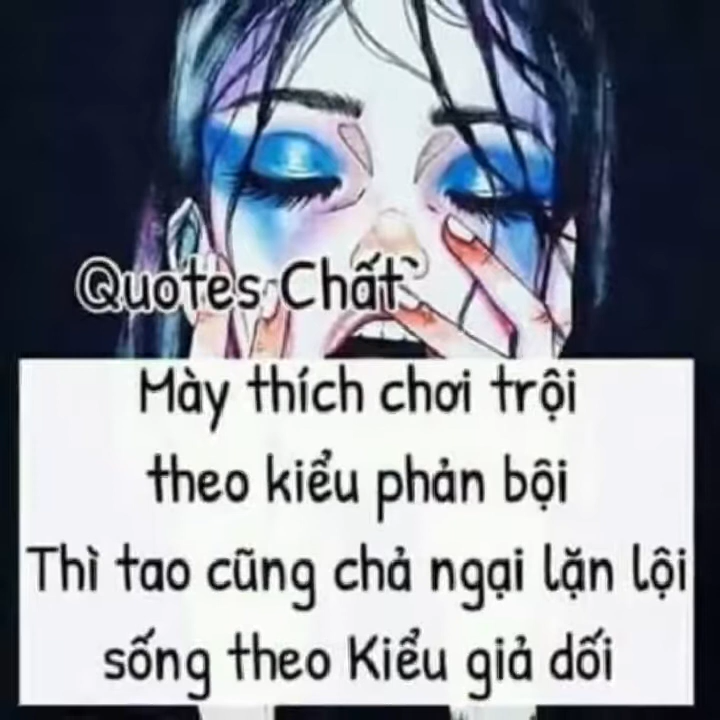 Quotes Chất
Mày thích chơi trội
theo kiểu phản bội
Thì tao cũng chả ngại lặn lội
sống theo Kiểu giả dối